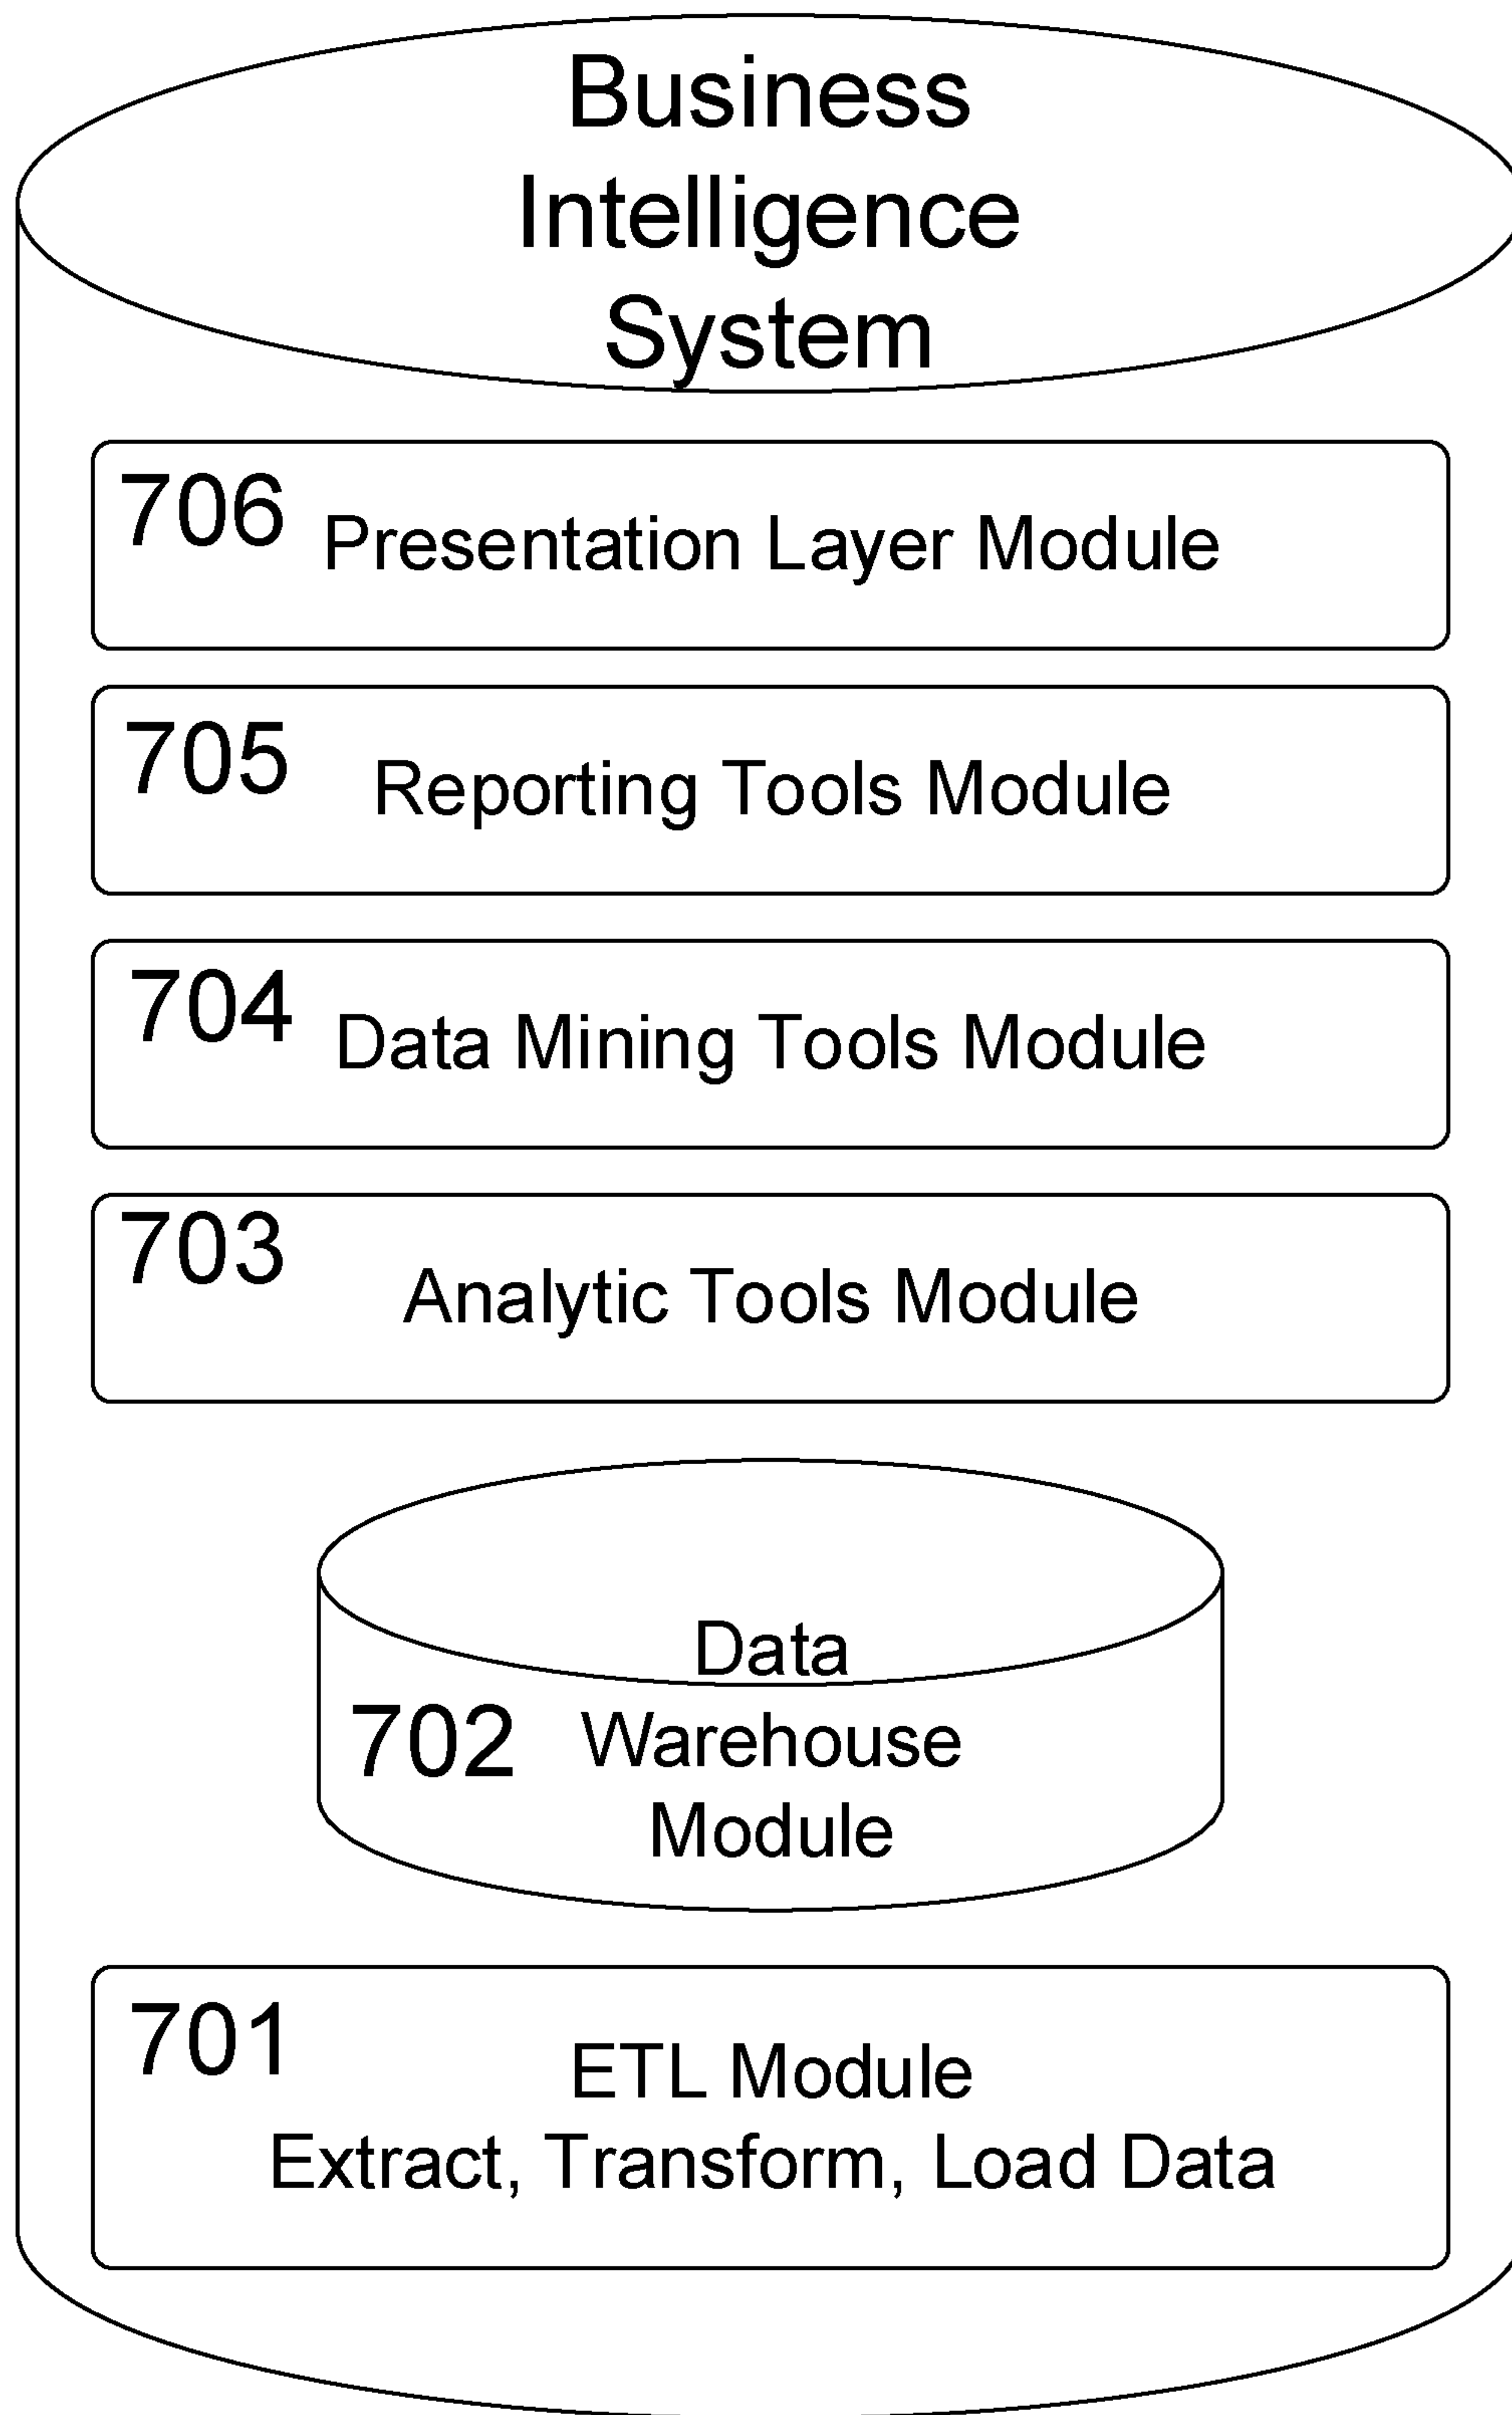 Business
Intelligence
System
706 Presentation Layer Module
705 Reporting Tools Module
704 Data Mining Tools Module
703 Analytic Tools Module
Data
702 Warehouse
Module
701 ETL Module
Extract, Transform, Load Data